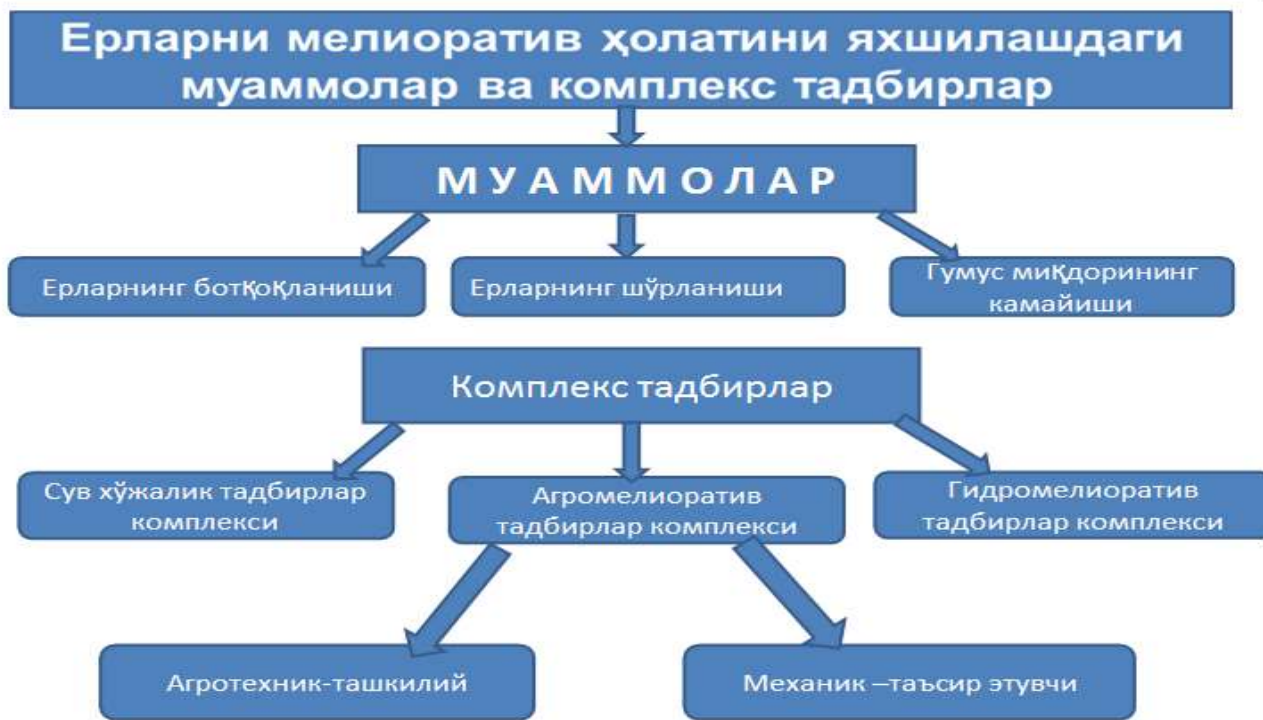 Ерларни мелиоратив ҳолатини яхшилашдаги
муаммолар ва комплекс тадбирлар
М У А М М О Л А Р
Ерларнинг ботқоқланиши
Ерларнинг шўрланиши
Гумус миқдорининг
камайиши
Комплекс тадбирлар
Сув хўжалик тадбирлар
комплекси
Агромелиоратив
тадбирлар комплекси
Гидромелиоратив
тадбирлар комплекси
Агротехник-ташкилий
Механик –таъсир этувчи